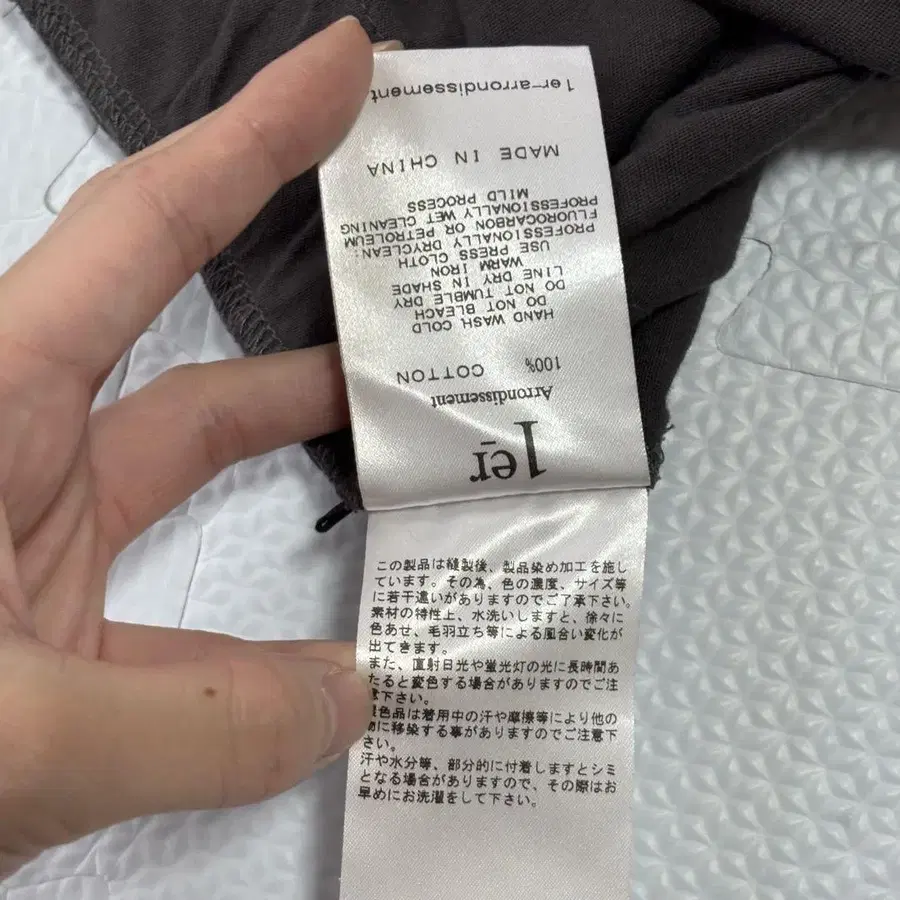 1er
Arrondissement
100% COTTON
HAND WASH, COLD
DO NOT BLEACH
DO NOT TUMBLE DRY
LINE DRY IN SHADE
WARM IRON
USE PRESS CLOTH
PROFESSIONALLY DRYCLEAN:
FLUOROCARBON OR PETROLEUM
PROFESSIONALLY WET CLEANING
MILD PROCESS
MADE IN CHINA
1er-arrondissement
この製品は縫製後、製品染め加工を施し
ています。その為、色の濃度、サイズ等
に若干違いがありますのでご了承下さい。
素材の特性上、水洗いしますと、徐々に
色あせ、毛羽立ち等による風合い変化が
出てきます。
また、直射日光や蛍光灯の光に長時間あ
たると変色する場合がありますのでご注
意下さい。
色品は着用中の汗や摩擦等により他の
物に移染する事がありますのでご注意下
さい。
汗や水分等、部分的に付着しますとシミ
となる場合がありますので、その際はお
早めにお洗濯をして下さい。